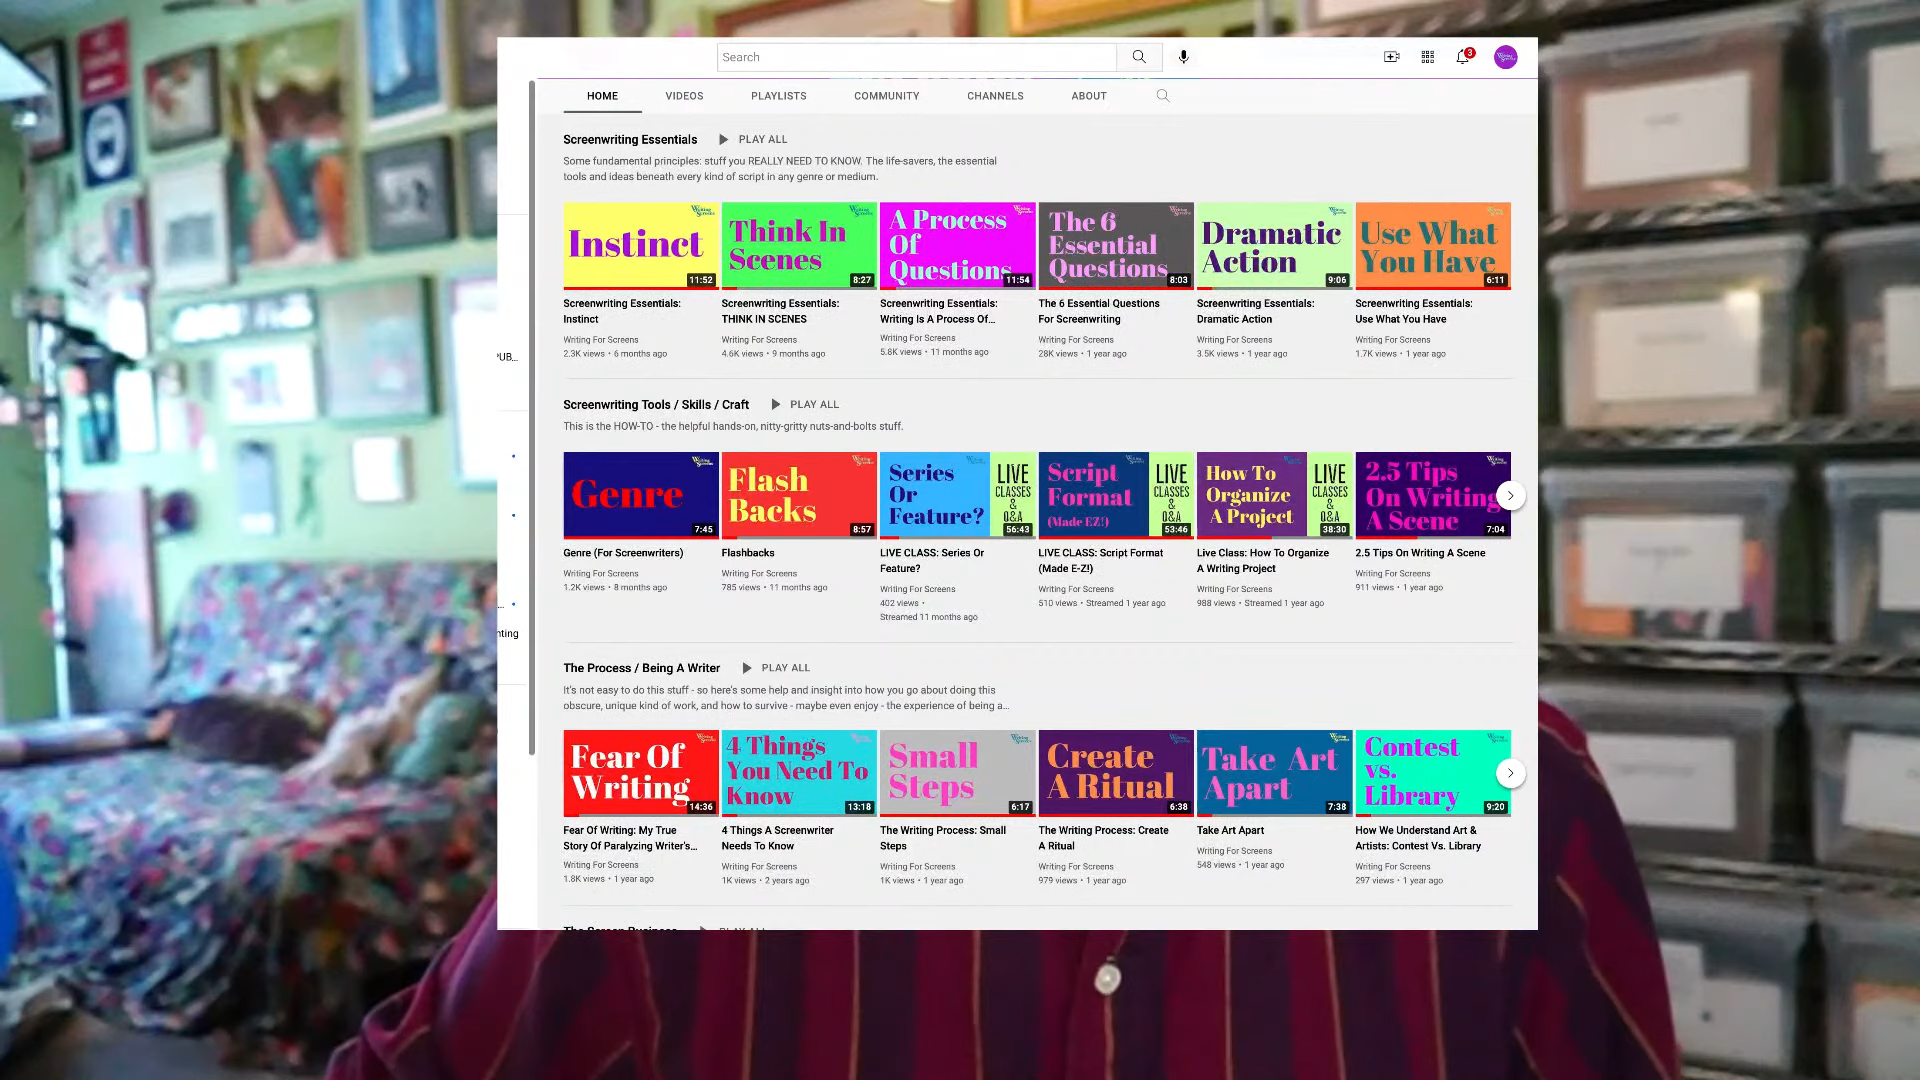 Search
3
HOME VIDEOS PLAYLISTS COMMUNITY CHANNELS ABOUT
Screenwriting Essentials PLAY ALL
Some fundamental principles: stuff you REALLY NEED TO KNOW. The life-savers, the essential
tools and ideas beneath every kind of script in any genre or medium.
Instinct
11:52
Think In
Scenes
8:27
A Process
Of
Questions
11:54
The 6
Essential
Questions
8:03
Dramatic
Action
9:06
Use What
You Have
6:11
Screenwriting Essentials:
Instinct
Writing For Screens
2.3K views • 6 months ago
Screenwriting Essentials:
THINK IN SCENES
Writing For Screens
4.6K views • 9 months ago
Screenwriting Essentials:
Writing Is A Process Of...
Writing For Screens
5.8K views • 11 months ago
The 6 Essential Questions
For Screenwriting
Writing For Screens
28K views • 1 year ago
Screenwriting Essentials:
Dramatic Action
Writing For Screens
3.5K views • 1 year ago
Screenwriting Essentials:
Use What You Have
Writing For Screens
1.7K views • 1 year ago
Screenwriting Tools / Skills / Craft PLAY ALL
This is the HOW-TO - the helpful hands-on, nitty-gritty nuts-and-bolts stuff.
Genre
7:45
Flash
Backs
8:57
Series
Or
Feature?
LIVE
CLASSES
&
Q&A
56:43
Script
Format
(Made EZ!)
LIVE
CLASSES
&
Q&A
53:46
How To
Organize
A Project
LIVE
CLASSES
&
Q&A
38:30
2.5 Tips
On Writing
A Scene
7:04
Genre (For Screenwriters)
Writing For Screens
1.2K views • 8 months ago
Flashbacks
Writing For Screens
785 views • 11 months ago
LIVE CLASS: Series Or
Feature?
Writing For Screens
402 views •
Streamed 11 months ago
LIVE CLASS: Script Format
(Made E-Z!)
Writing For Screens
510 views • Streamed 1 year ago
Live Class: How To Organize
A Writing Project
Writing For Screens
988 views • Streamed 1 year ago
2.5 Tips On Writing A Scene
Writing For Screens
911 views • 1 year ago
The Process / Being A Writer PLAY ALL
It's not easy to do this stuff - so here's some help and insight into how you go about doing this
obscure, unique kind of work, and how to survive - maybe even enjoy - the experience of being a...
Fear Of
Writing
14:36
4 Things
You Need To
Know
13:18
Small
Steps
6:17
Create
A Ritual
6:38
Take Art
Apart
7:38
Contest
vs.
Library
9:20
Fear Of Writing: My True
Story Of Paralyzing Writer's...
Writing For Screens
1.8K views • 1 year ago
4 Things A Screenwriter
Needs To Know
Writing For Screens
1K views • 2 years ago
The Writing Process: Small
Steps
Writing For Screens
1K views • 1 year ago
The Writing Process: Create
A Ritual
Writing For Screens
979 views • 1 year ago
Take Art Apart
Writing For Screens
548 views • 1 year ago
How We Understand Art &
Artists: Contest Vs. Library
Writing For Screens
297 views • 1 year ago